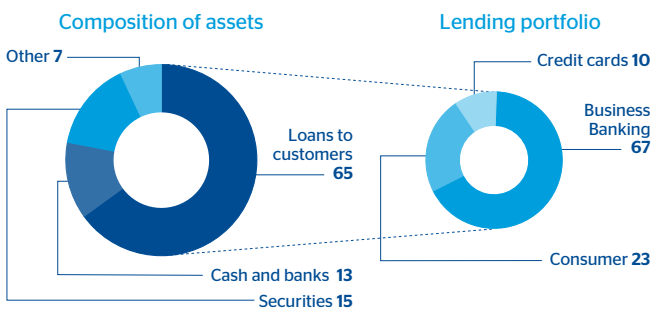 Composition of assets
Other 7
Loans to
customers
65
Cash and banks 13
Securities 15
Lending portfolio
Credit cards 10
Business
Banking
67
Consumer 23